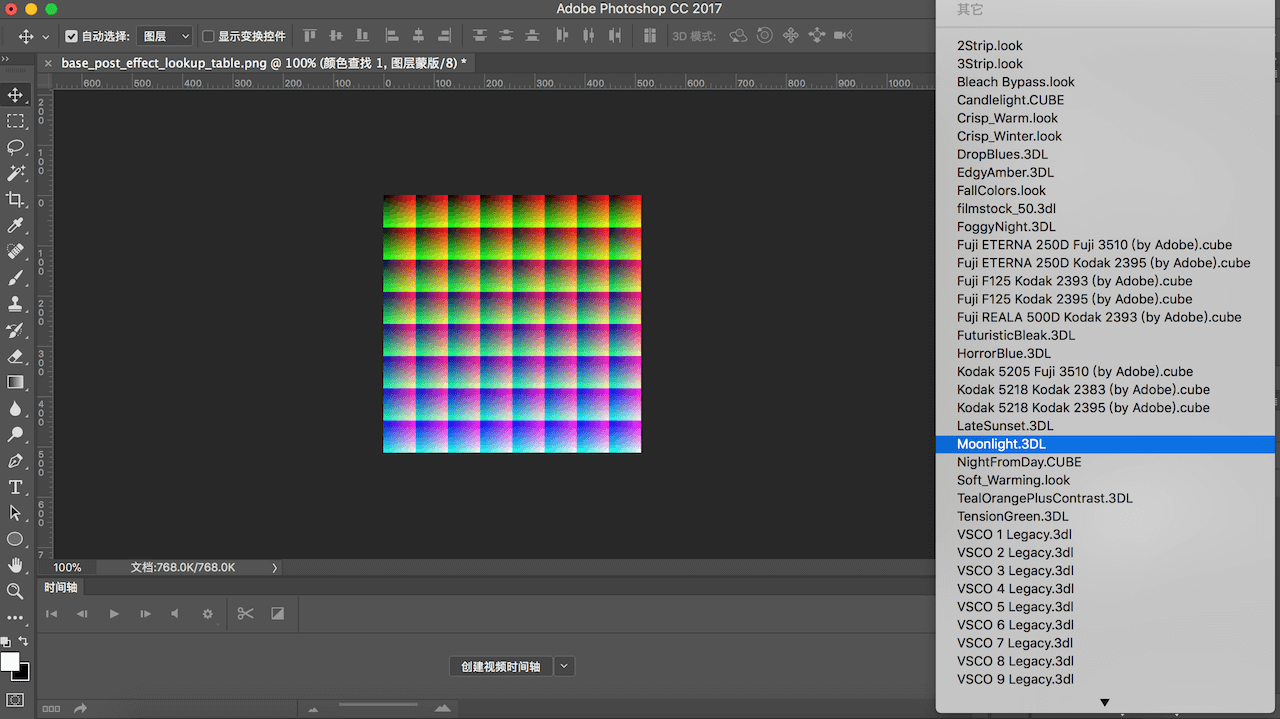 Adobe Photoshop CC 2017
自动选择:
图层
显示变换控件
3D 模式:
base_post_effect_lookup_table.png @ 100% (颜色查找 1, 图层蒙版/8) *
600 500 400 300 200 100 0 100 200 300 400 500 600 700 800 900 1000
200
100
0
100
200
300
400
500
600
7
100%
文档:768.0K/768.0K
时间轴
创建视频时间轴
其它
2Strip.look
3Strip.look
Bleach Bypass.look
Candlelight.CUBE
Crisp_Warm.look
Crisp_Winter.look
DropBlues.3DL
EdgyAmber.3DL
FallColors.look
filmstock_50.3dl
FoggyNight.3DL
Fuji ETERNA 250D Fuji 3510 (by Adobe).cube
Fuji ETERNA 250D Kodak 2395 (by Adobe).cube
Fuji F125 Kodak 2393 (by Adobe).cube
Fuji F125 Kodak 2395 (by Adobe).cube
Fuji REALA 500D Kodak 2393 (by Adobe).cube
FuturisticBleak.3DL
HorrorBlue.3DL
Kodak 5205 Fuji 3510 (by Adobe).cube
Kodak 5218 Kodak 2383 (by Adobe).cube
Kodak 5218 Kodak 2395 (by Adobe).cube
LateSunset.3DL
Moonlight.3DL
NightFromDay.CUBE
Soft_Warming.look
TealOrangePlusContrast.3DL
TensionGreen.3DL
VSCO 1 Legacy.3dl
VSCO 2 Legacy.3dl
VSCO 3 Legacy.3dl
VSCO 4 Legacy.3dl
VSCO 5 Legacy.3dl
VSCO 6 Legacy.3dl
VSCO 7 Legacy.3dl
VSCO 8 Legacy.3dl
VSCO 9 Legacy.3dl